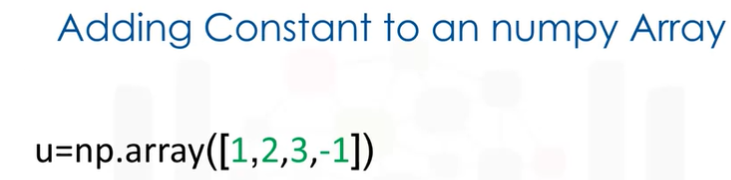 Adding Constant to an numpy Array
u=np.array([1,2,3,-1])